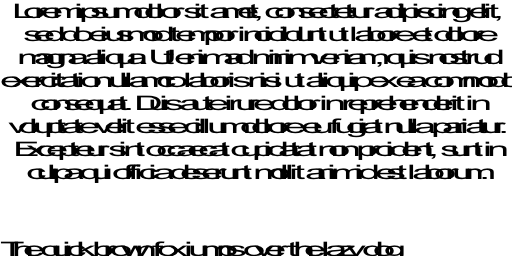 Lorem ipsum dolor sit amet, consectetur adipiscing elit,
sed do eiusmod tempor incididunt ut labore et dolore
magna aliqua. Ut enim ad minim veniam, quis nostrud
exercitation ullamco laboris nisi ut aliquip ex ea commodo
consequat. Duis aute irure dolor in reprehenderit in
voluptate velit esse cillum dolore eu fugiat nulla pariatur.
Excepteur sint occaecat cupidatat non proident, sunt in
culpa qui officia deserunt mollit anim id est laborum.
The quick brown fox jumps over the lazy dog